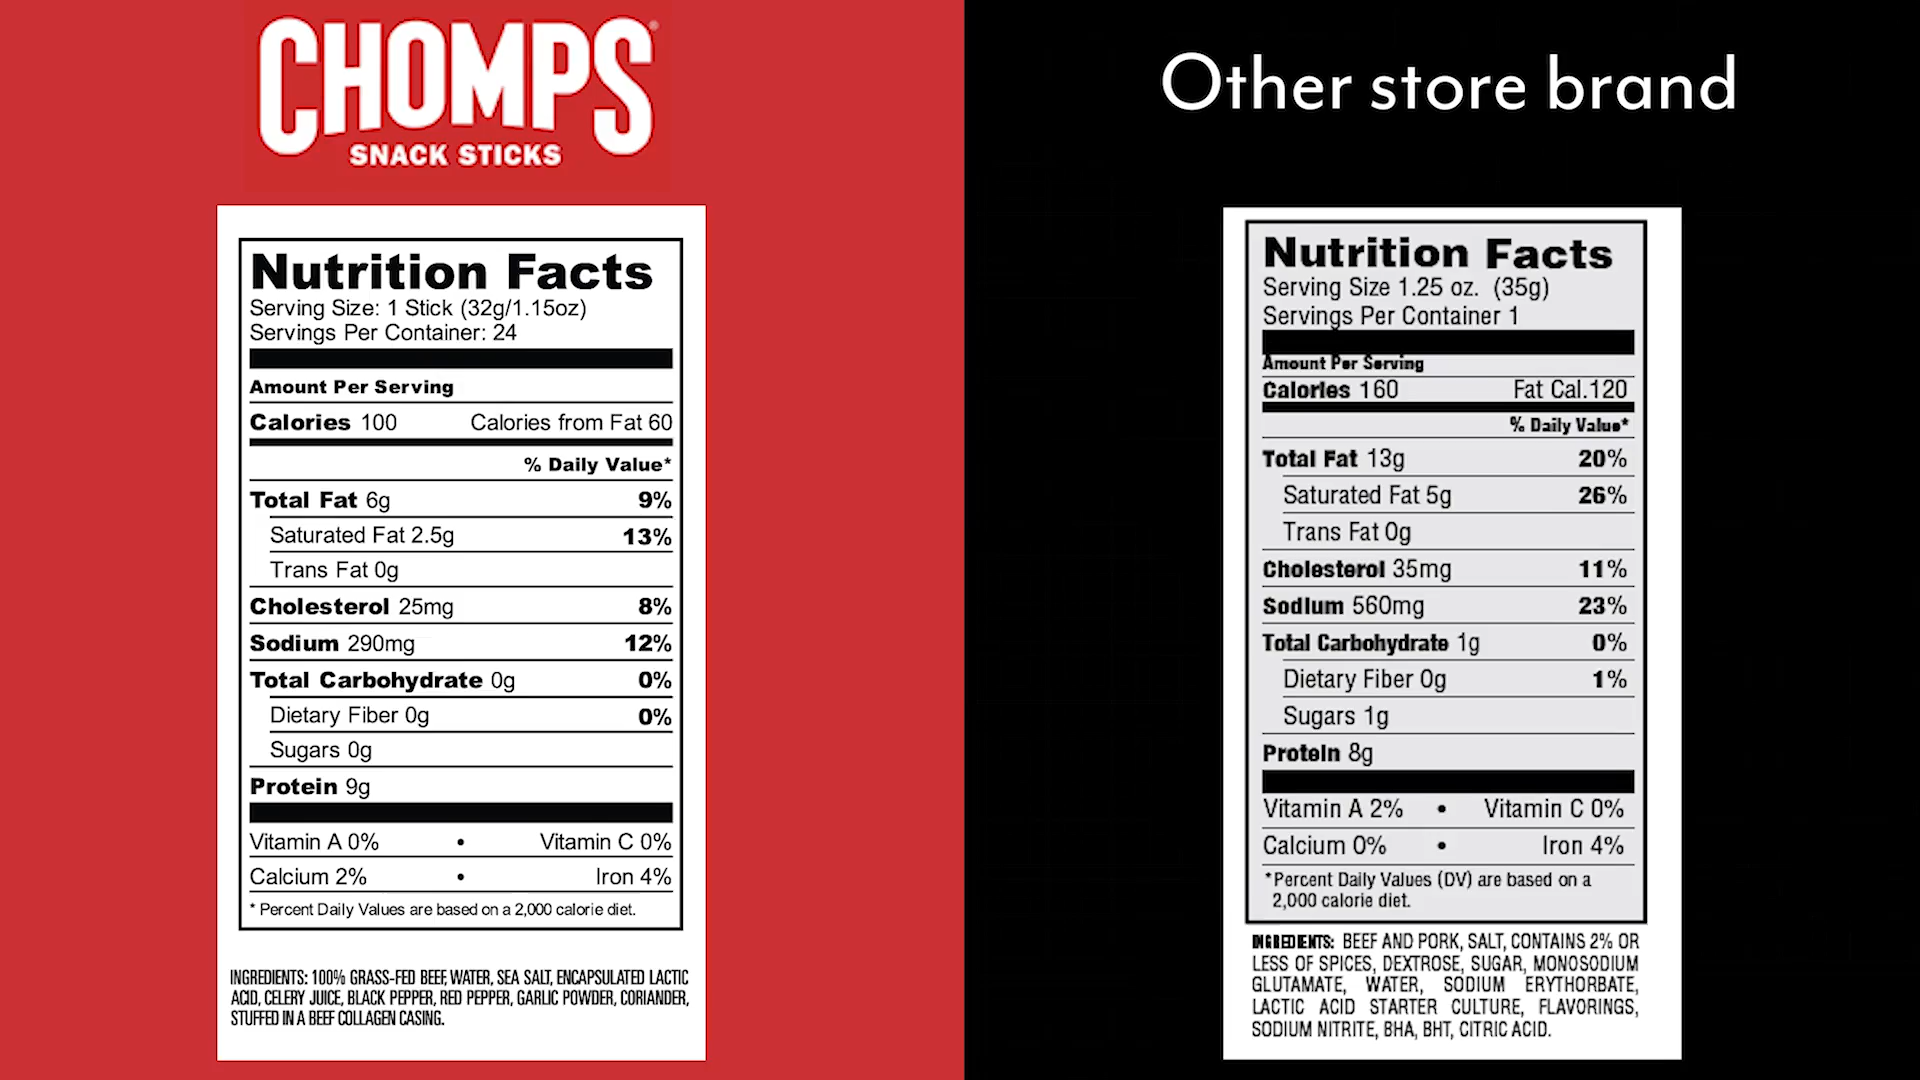 CHOMPS®
SNACK STICKS
Nutrition Facts
Serving Size: 1 Stick (32g/1.15oz)
Servings Per Container: 24
Amount Per Serving
Calories 100 Calories from Fat 60
% Daily Value*
Total Fat 6g 9%
Saturated Fat 2.5g 13%
Trans Fat 0g
Cholesterol 25mg 8%
Sodium 290mg 12%
Total Carbohydrate 0g 0%
Dietary Fiber 0g 0%
Sugars 0g
Protein 9g
Vitamin A 0% • Vitamin C 0%
Calcium 2% • Iron 4%
* Percent Daily Values are based on a 2,000 calorie diet.
INGREDIENTS: 100% GRASS-FED BEEF, WATER, SEA SALT, ENCAPSULATED LACTIC
ACID, CELERY JUICE, BLACK PEPPER, RED PEPPER, GARLIC POWDER, CORIANDER,
STUFFED IN A BEEF COLLAGEN CASING.
Other store brand
Nutrition Facts
Serving Size 1.25 oz. (35g)
Servings Per Container 1
Amount Per Serving
Calories 160 Fat Cal.120
% Daily Value*
Total Fat 13g 20%
Saturated Fat 5g 26%
Trans Fat 0g
Cholesterol 35mg 11%
Sodium 560mg 23%
Total Carbohydrate 1g 0%
Dietary Fiber 0g 1%
Sugars 1g
Protein 8g
Vitamin A 2% • Vitamin C 0%
Calcium 0% • Iron 4%
*Percent Daily Values (DV) are based on a
2,000 calorie diet.
INGREDIENTS: BEEF AND PORK, SALT, CONTAINS 2% OR
LESS OF SPICES, DEXTROSE, SUGAR, MONOSODIUM
GLUTAMATE, WATER, SODIUM ERYTHORBATE,
LACTIC ACID STARTER CULTURE, FLAVORINGS,
SODIUM NITRITE, BHA, BHT, CITRIC ACID.